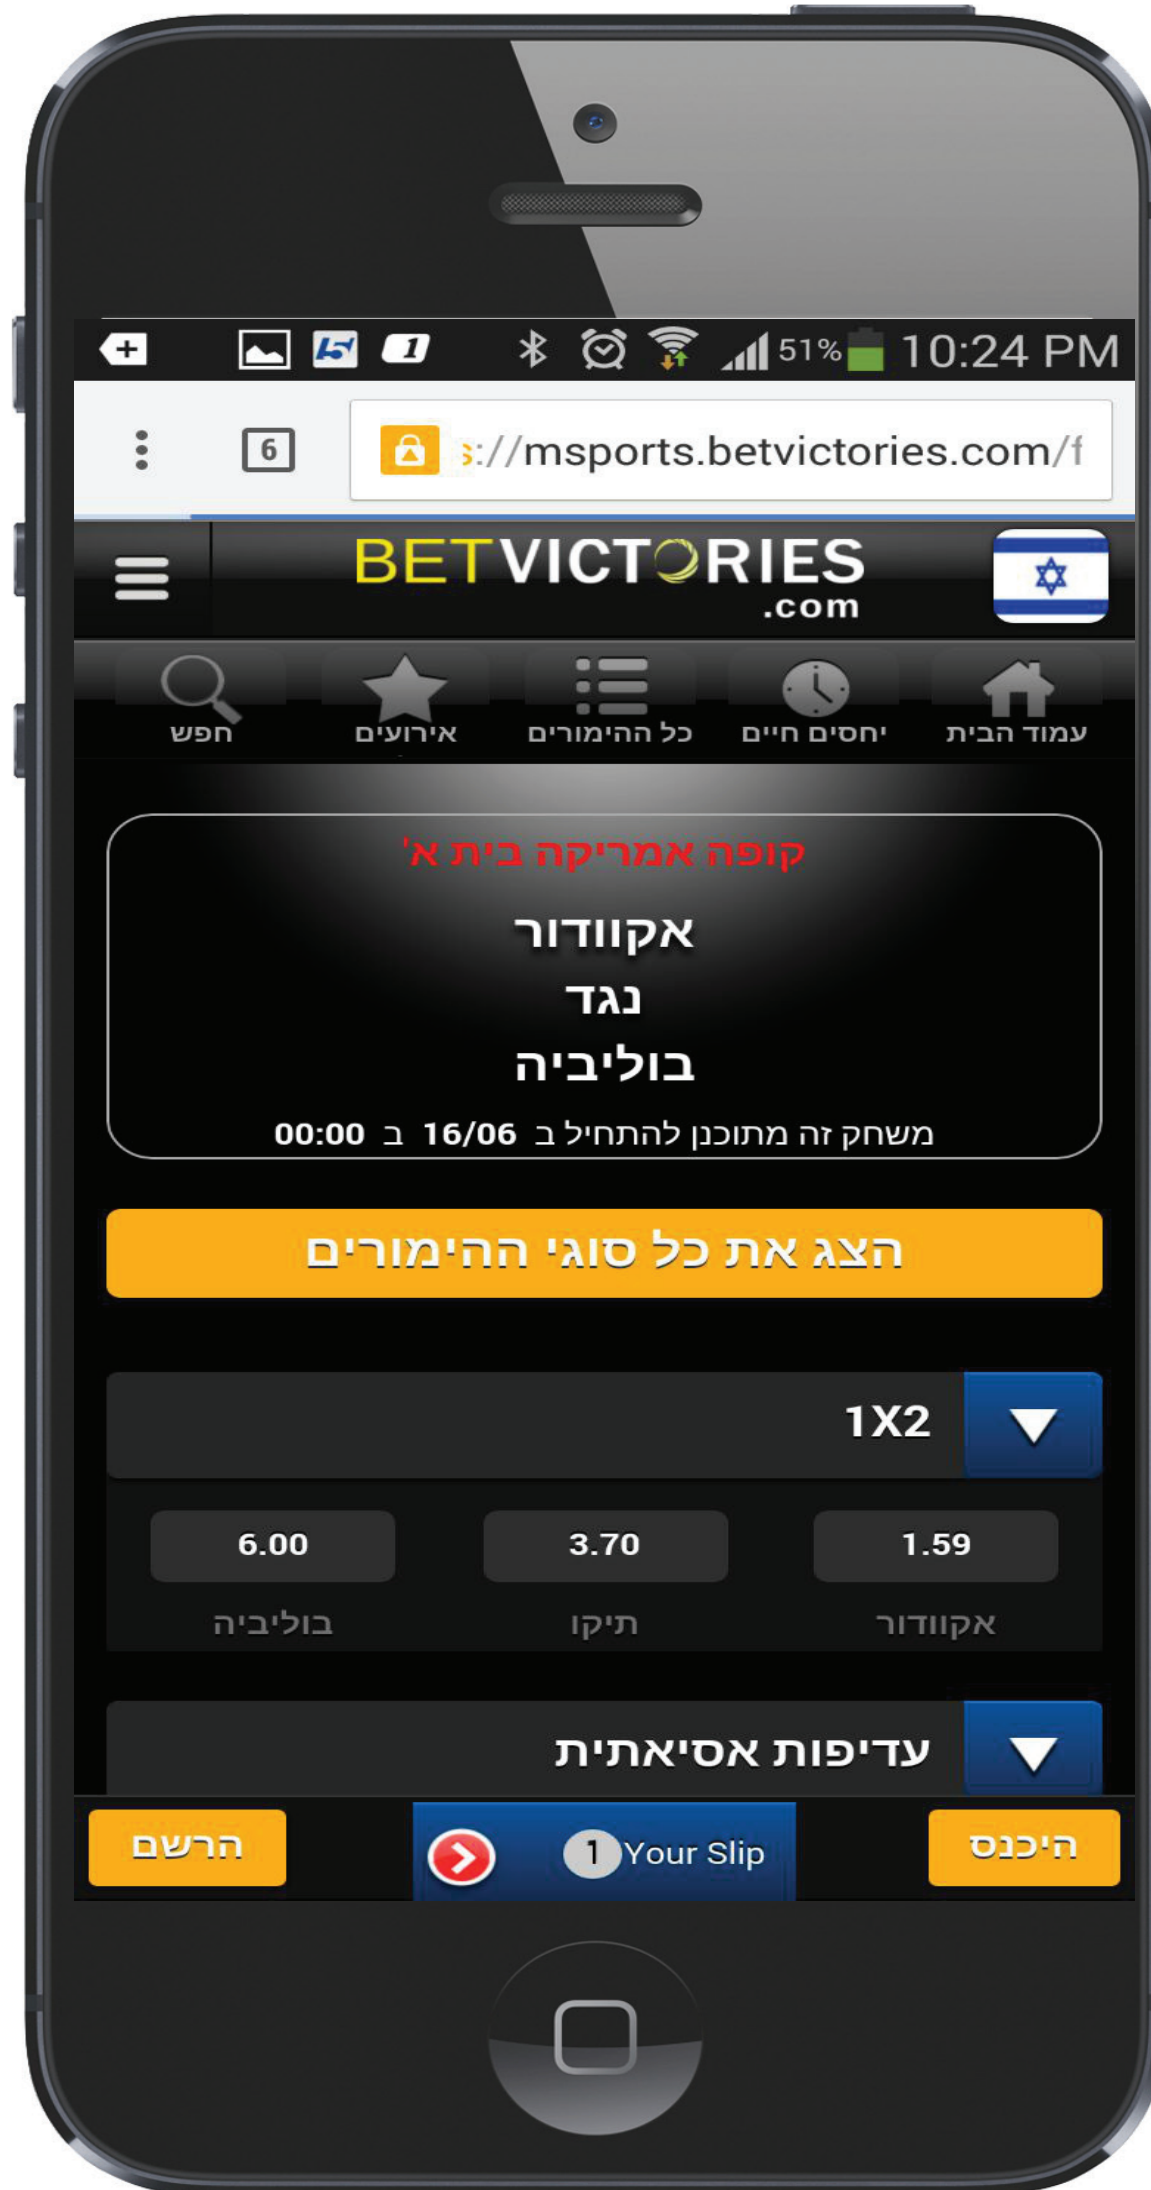 51% 10:24 PM
6 s://msports.betvictories.com/f
BETVICTORIES
.com
עמוד הבית יחסים חיים כל ההימורים אירועים חפש
קופה אמריקה בית א'
אקוודור
נגד
בוליביה
משחק זה מתוכנן להתחיל ב 16/06 ב 00:00
הצג את כל סוגי ההימורים
1X2
1.59 3.70 6.00
אקוודור תיקו בוליביה
עדיפות אסיאתית
היכנס 1 Your Slip הרשם